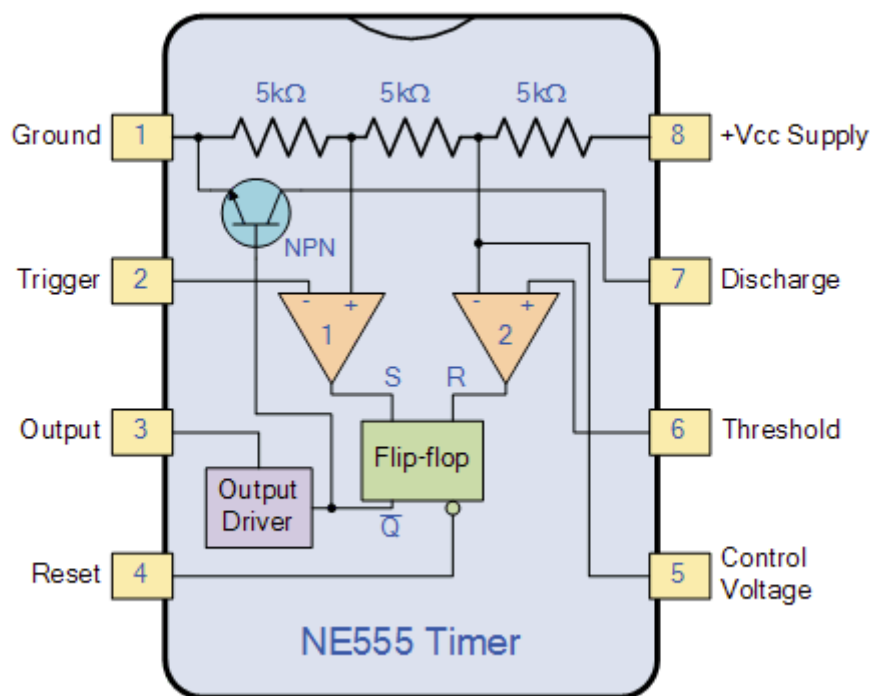 5kΩ 5kΩ 5kΩ
Ground 1
8 +Vcc Supply
NPN
Trigger 2
- +
- +
7 Discharge
1
2
S R
Output 3
6 Threshold
Flip-flop
Output
Driver
Q̅
Reset 4
5 Control
Voltage
NE555 Timer